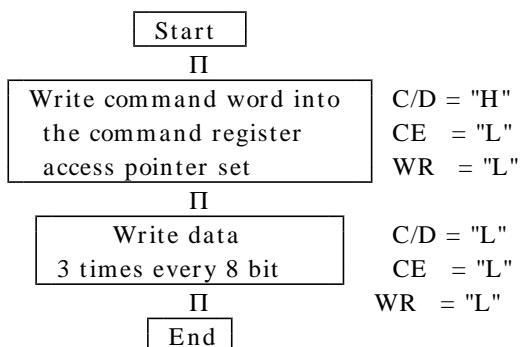 Start
Π
Write command word into C/D = "H"
the command register CE = "L"
access pointer set WR = "L"
Π
Write data C/D = "L"
3 times every 8 bit CE = "L"
Π WR = "L"
End